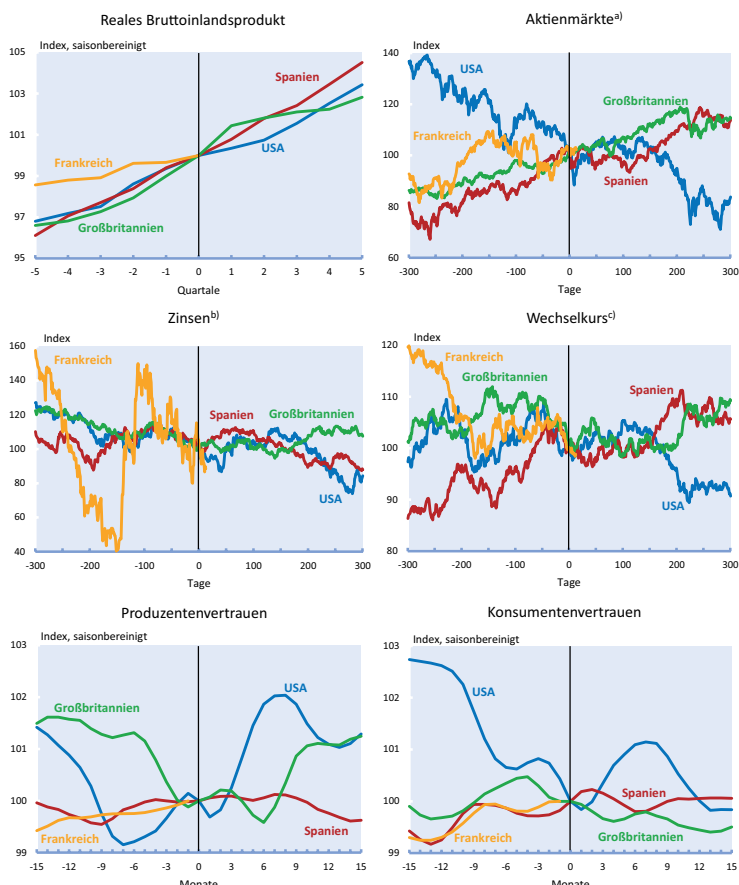 Reales Bruttoinlandsprodukt
Index, saisonbereinigt
105
103
101
99
97
95
Spanien
USA
Frankreich
Großbritannien
-5 -4 -3 -2 -1 0 1 2 3 4 5
Quartale
Aktienmärkte a)
Index
140
120
100
80
60
USA
Großbritannien
Frankreich
Spanien
-300 -200 -100 0 100 200 300
Tage
Zinsen b)
Index
160
140
120
100
80
60
40
Frankreich
Spanien
Großbritannien
USA
-300 -200 -100 0 100 200 300
Tage
Wechselkurs c)
Index
120
110
100
90
80
Frankreich
Großbritannien
Spanien
USA
-300 -200 -100 0 100 200 300
Tage
Produzentenvertrauen
Index, saisonbereinigt
103
102
101
100
99
USA
Großbritannien
Frankreich
Spanien
-15 -12 -9 -6 -3 0 3 6 9 12 15
Monate
Konsumentenvertrauen
Index, saisonbereinigt
103
102
101
100
99
USA
Spanien
Frankreich
Großbritannien
-15 -12 -9 -6 -3 0 3 6 9 12 15
Monate